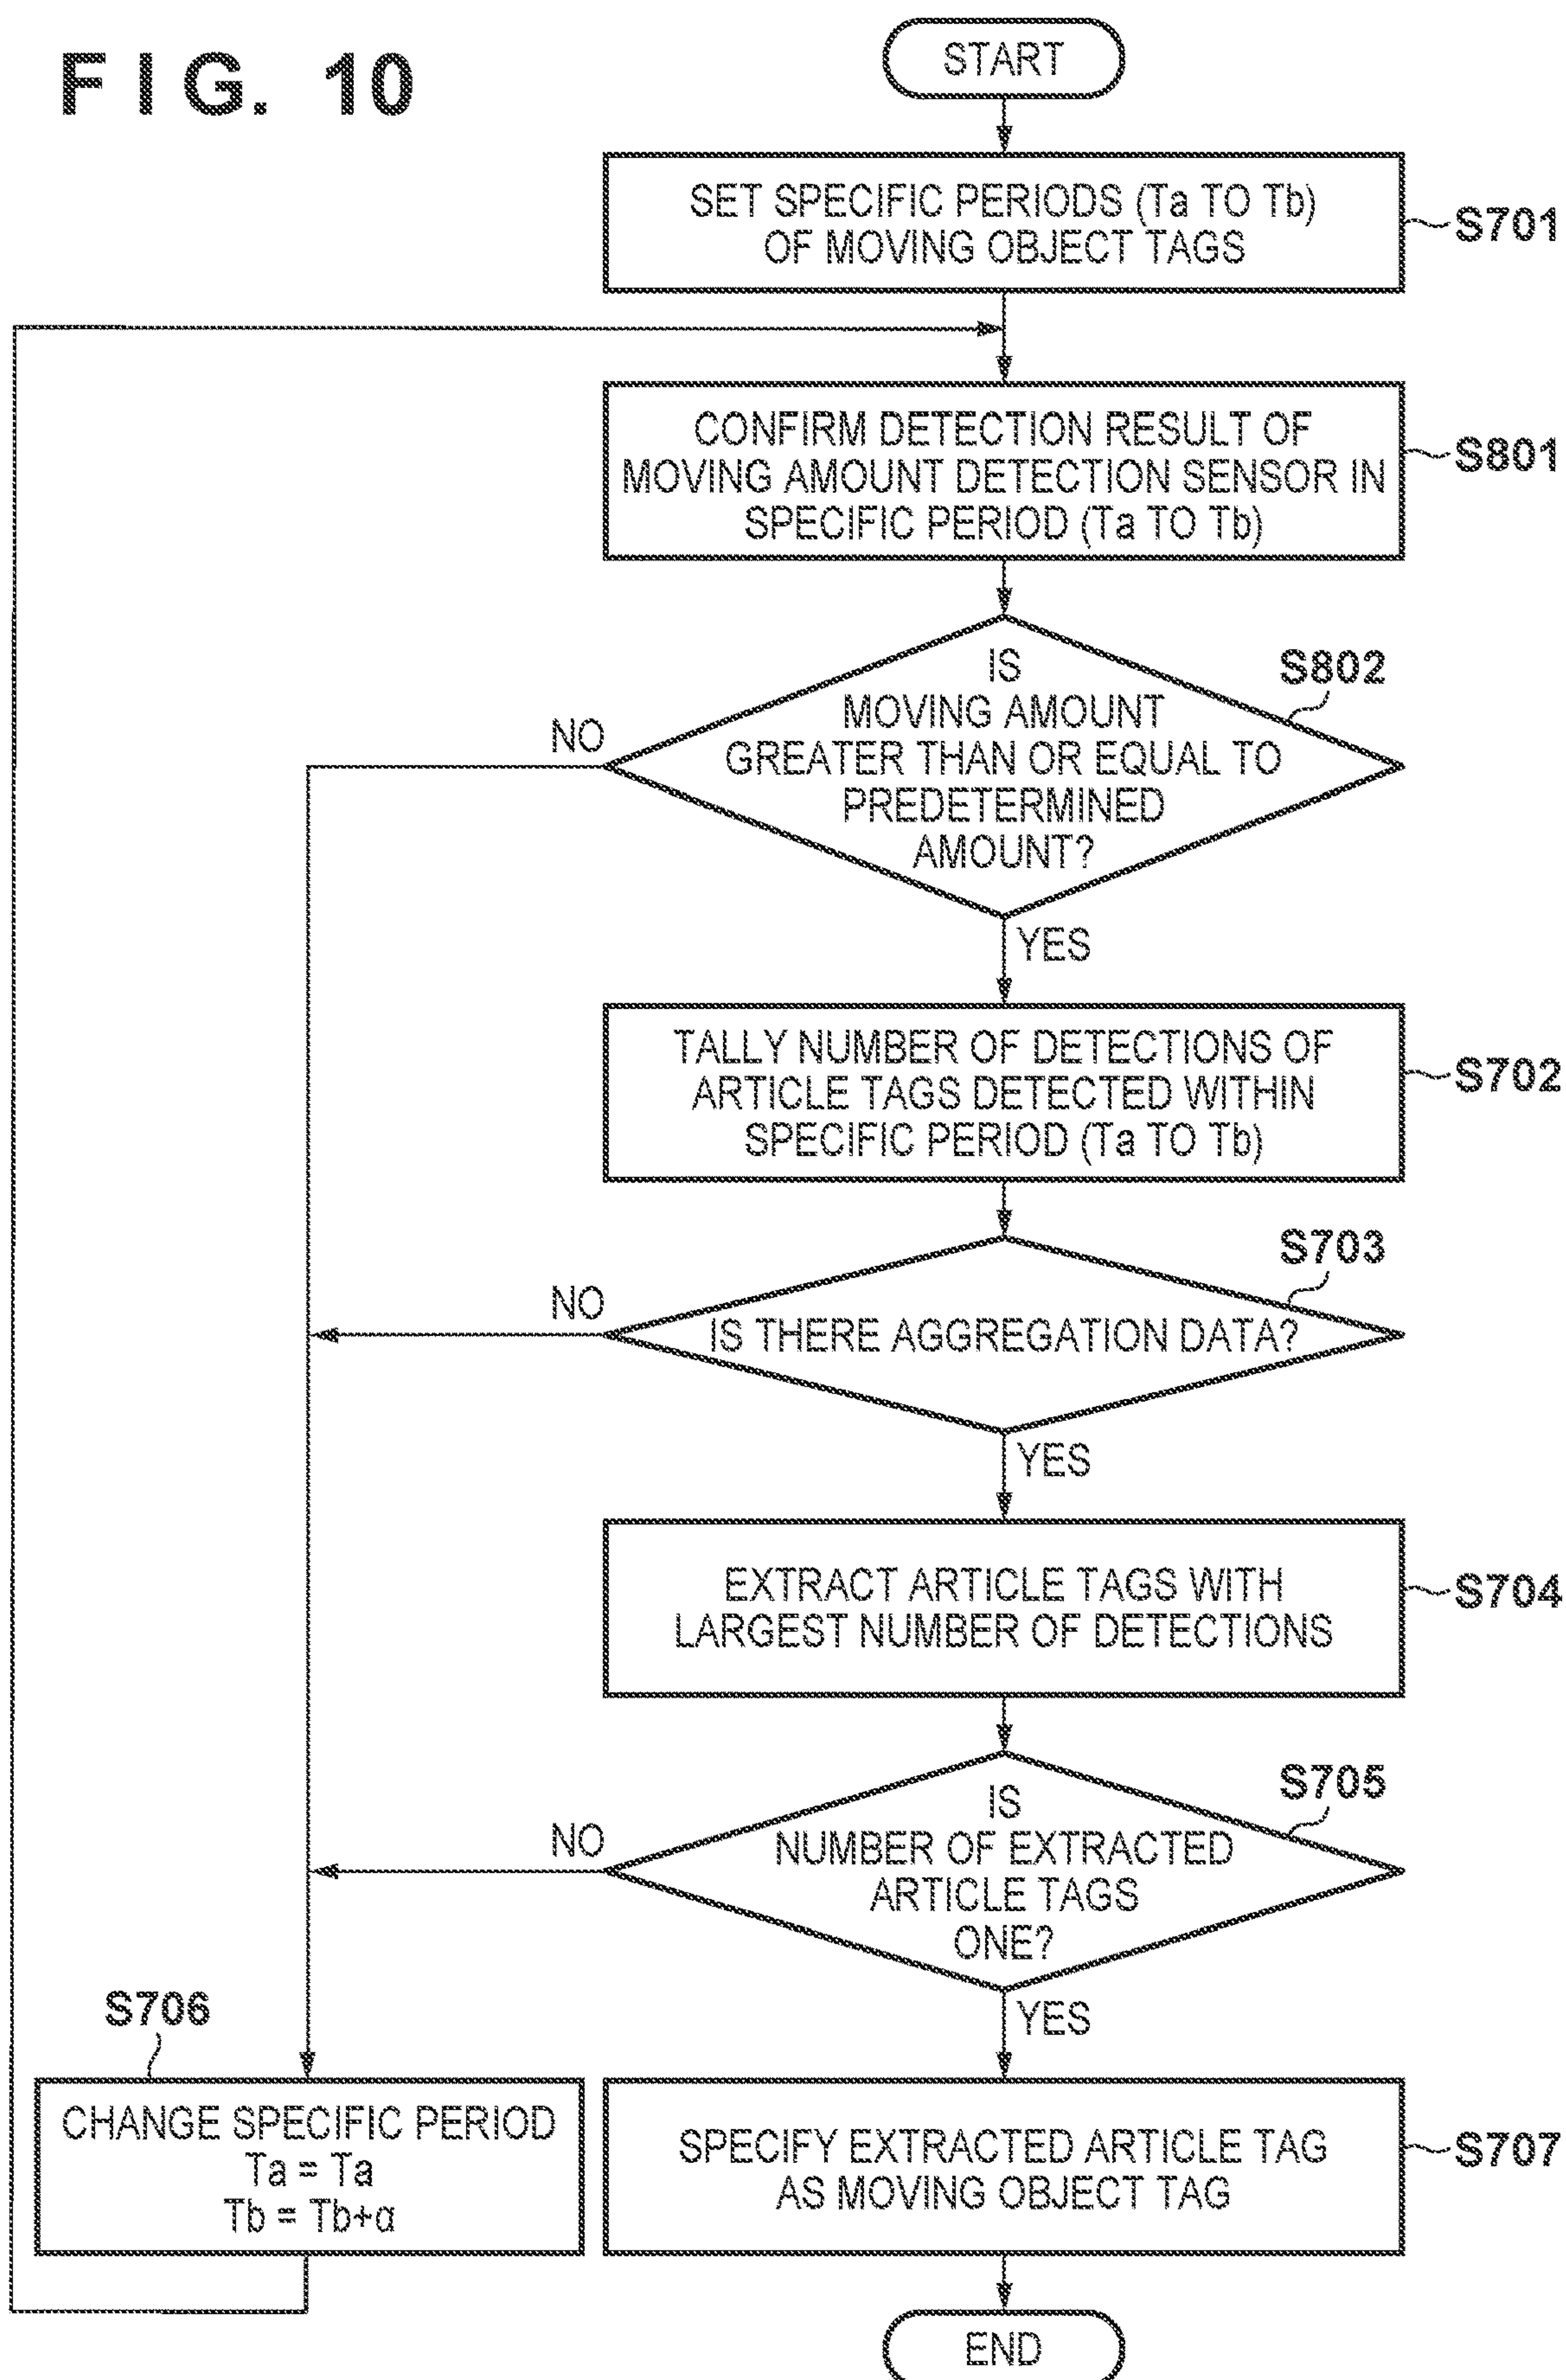 FIG. 10
START
SET SPECIFIC PERIODS (Ta TO Tb)
OF MOVING OBJECT TAGS
S701
CONFIRM DETECTION RESULT OF
MOVING AMOUNT DETECTION SENSOR IN
SPECIFIC PERIOD (Ta TO Tb)
S801
IS
MOVING AMOUNT
GREATER THAN OR EQUAL TO
PREDETERMINED
AMOUNT?
S802
NO
YES
TALLY NUMBER OF DETECTIONS OF
ARTICLE TAGS DETECTED WITHIN
SPECIFIC PERIOD (Ta TO Tb)
S702
IS THERE AGGREGATION DATA?
S703
NO
YES
EXTRACT ARTICLE TAGS WITH
LARGEST NUMBER OF DETECTIONS
S704
IS
NUMBER OF EXTRACTED
ARTICLE TAGS
ONE?
S705
NO
YES
S706
CHANGE SPECIFIC PERIOD
Ta = Ta
Tb = Tb+α
SPECIFY EXTRACTED ARTICLE TAG
AS MOVING OBJECT TAG
S707
END